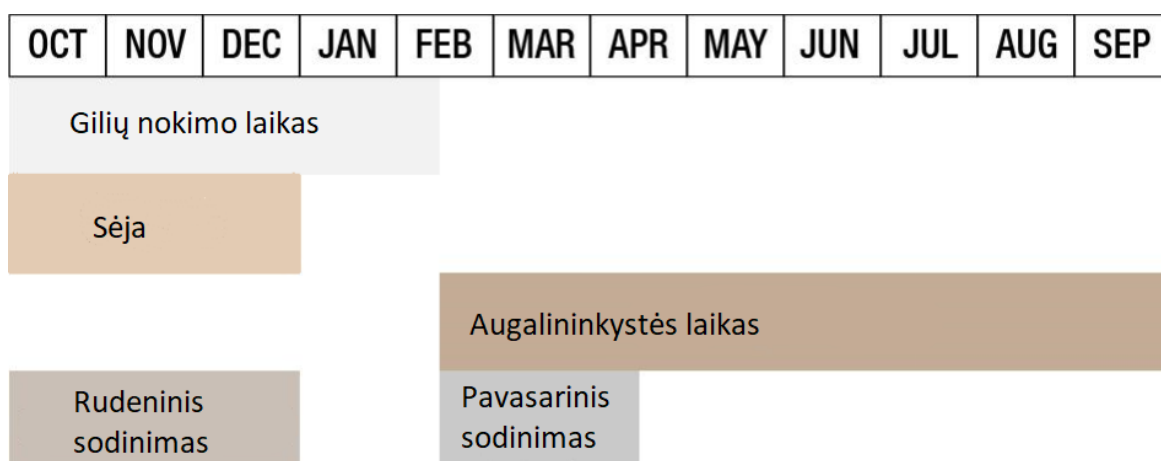 OCT NOV DEC JAN FEB MAR APR MAY JUN JUL AUG SEP
Gilių nokimo laikas
Sėja
Augalininkystės laikas
Rudeninis
sodinimas
Pavasarinis
sodinimas